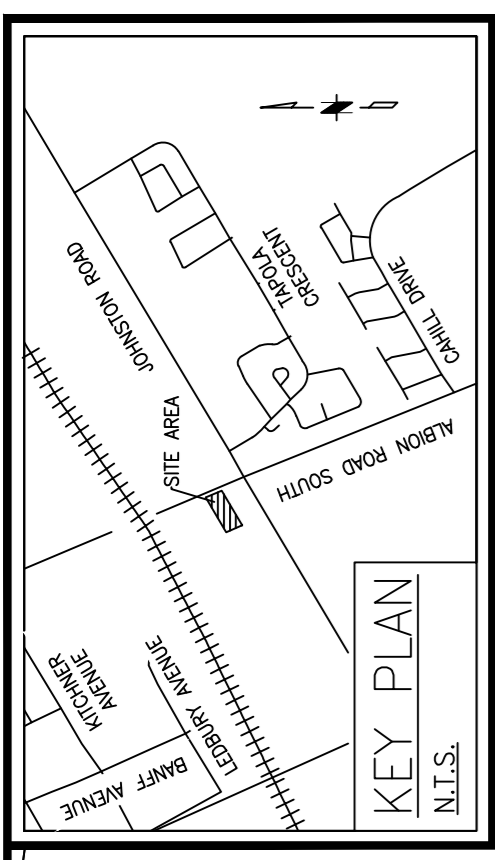 JOHNSTON ROAD
TAPOLA
CRESCENT
CAHILL DRIVE
SITE AREA
ALBION ROAD SOUTH
KITCHNER
AVENUE
LEDBURY AVENUE
BANFF AVENUE
KEY PLAN
N.T.S.